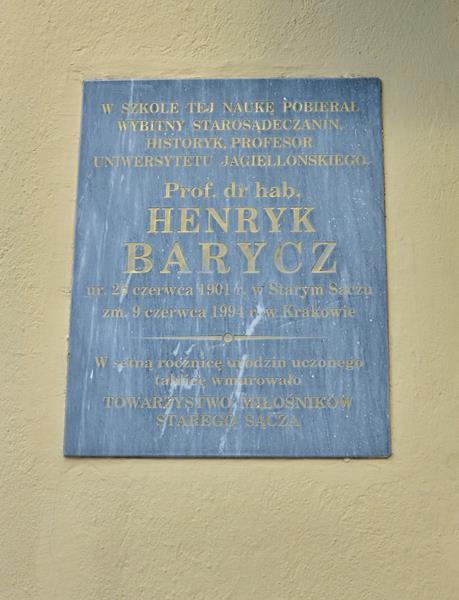 W SZKOLE TEJ NAUKĘ POBIERAŁ
WYBITNY STAROSĄDECZANIN,
HISTORYK, PROFESOR
UNIWERSYTETU JAGIELLOŃSKIEGO.
Prof. dr hab.
HENRYK
BARYCZ
ur. czerwca 1901 r. w Starym Sączu
zm. 9 czerwca 1994 r. w Krakowie
W setną rocznicę urodzin uczonego
tablicę wmurowało
TOWARZYSTWO MIŁOŚNIKÓW
STAREGO SĄCZA